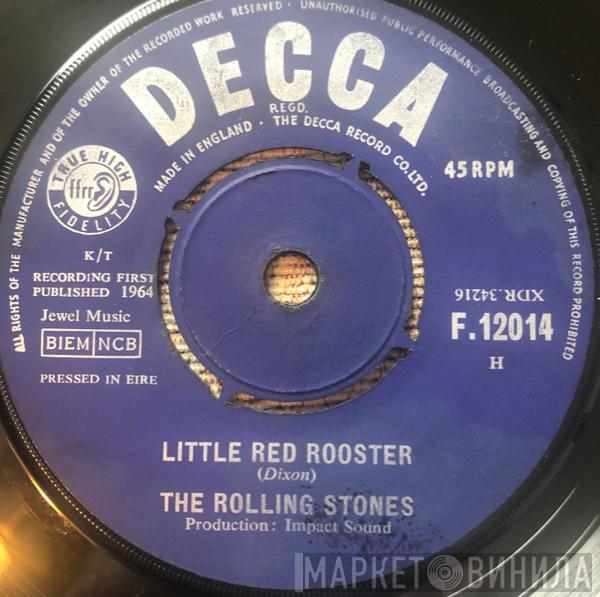 ALL RIGHTS OF THE MANUFACTURER AND OF THE OWNER OF THE RECORDED WORK RESERVED · UNAUTHORISED PUBLIC PERFORMANCE BROADCASTING AND COPYING OF THIS RECORD PROHIBITED
DECCA
REGD.
MADE IN ENGLAND · THE DECCA RECORD CO. LTD.
TRUE HIGH
ffrr
FIDELITY
45 RPM
K/T
RECORDING FIRST
PUBLISHED 1964
Jewel Music
BIEM NCB
PRESSED IN EIRE
XDR.34216
F.12014
H
LITTLE RED ROOSTER
(Dixon)
THE ROLLING STONES
Production: Impact Sound
МАРКЕТ ВИНИЛА